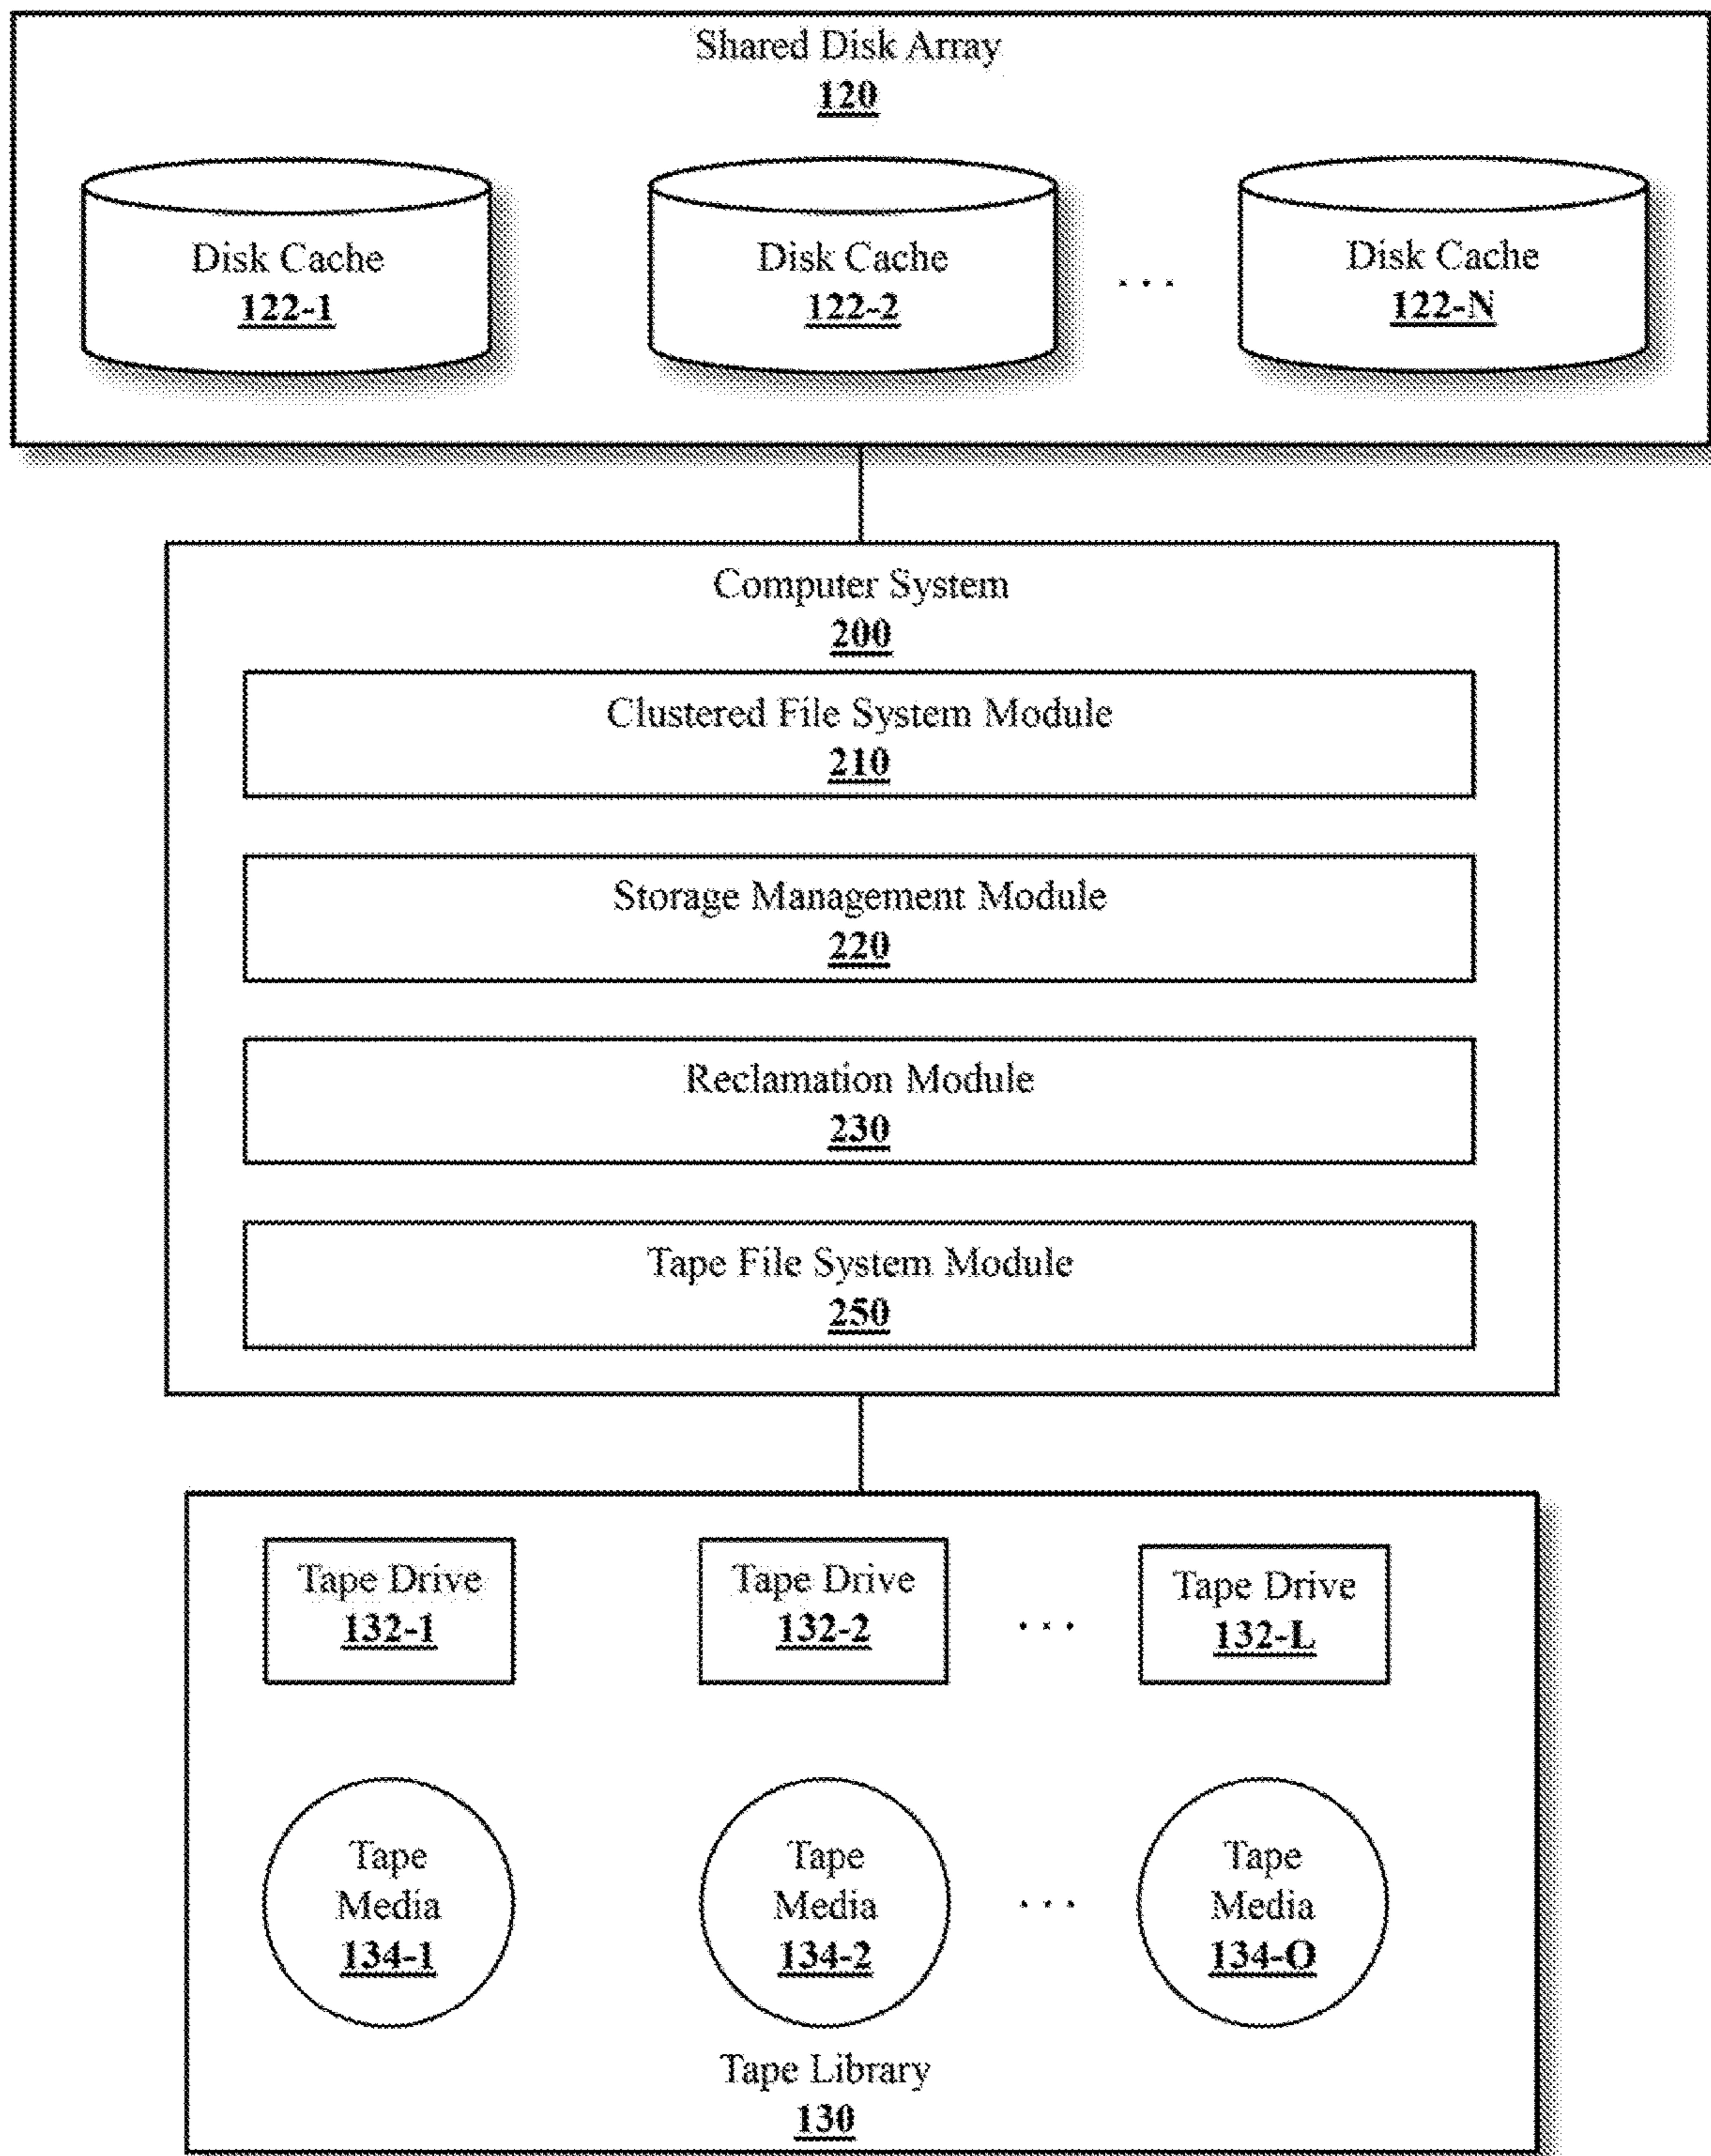 Shared Disk Array
120
Disk Cache
122-1
Disk Cache
122-2
. . .
Disk Cache
122-N
Computer System
200
Clustered File System Module
210
Storage Management Module
220
Reclamation Module
230
Tape File System Module
250
Tape Drive
132-1
Tape Drive
132-2
. . .
Tape Drive
132-L
Tape
Media
134-1
Tape
Media
134-2
. . .
Tape
Media
134-O
Tape Library
130